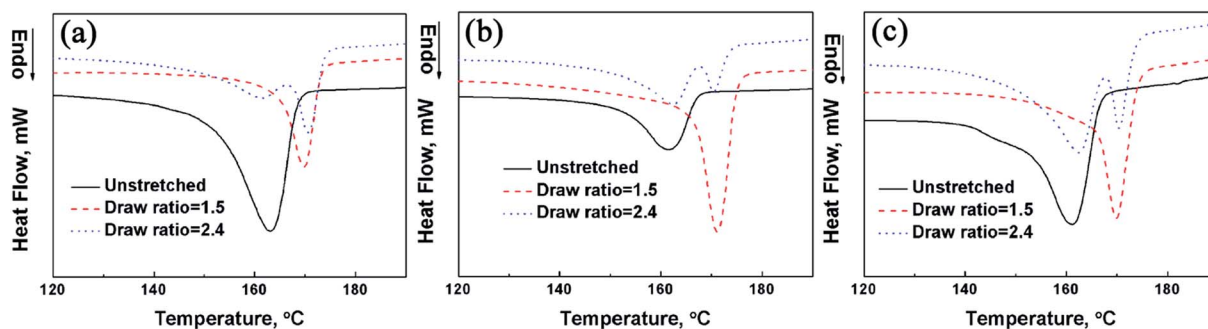 (a)
Endo
Heat Flow, mW
Unstretched
Draw ratio=1.5
Draw ratio=2.4
120 140 160 180
Temperature, °C
(b)
Endo
Heat Flow, mW
Unstretched
Draw ratio=1.5
Draw ratio=2.4
120 140 160 180
Temperature, °C
(c)
Endo
Heat Flow, mW
Unstretched
Draw ratio=1.5
Draw ratio=2.4
120 140 160 180
Temperature, °C